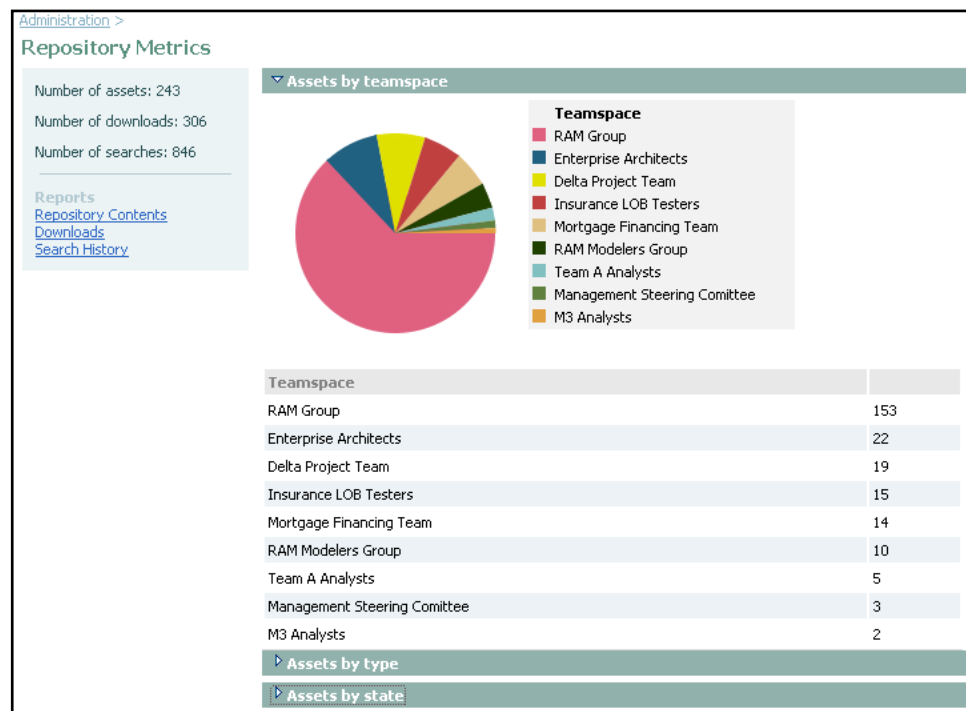 Administration >
Repository Metrics
Number of assets: 243
Number of downloads: 306
Number of searches: 846
Reports
Repository Contents
Downloads
Search History
Assets by teamspace
Teamspace
RAM Group
Enterprise Architects
Delta Project Team
Insurance LOB Testers
Mortgage Financing Team
RAM Modelers Group
Team A Analysts
Management Steering Comittee
M3 Analysts
Teamspace
RAM Group 153
Enterprise Architects 22
Delta Project Team 19
Insurance LOB Testers 15
Mortgage Financing Team 14
RAM Modelers Group 10
Team A Analysts 5
Management Steering Comittee 3
M3 Analysts 2
Assets by type
Assets by state